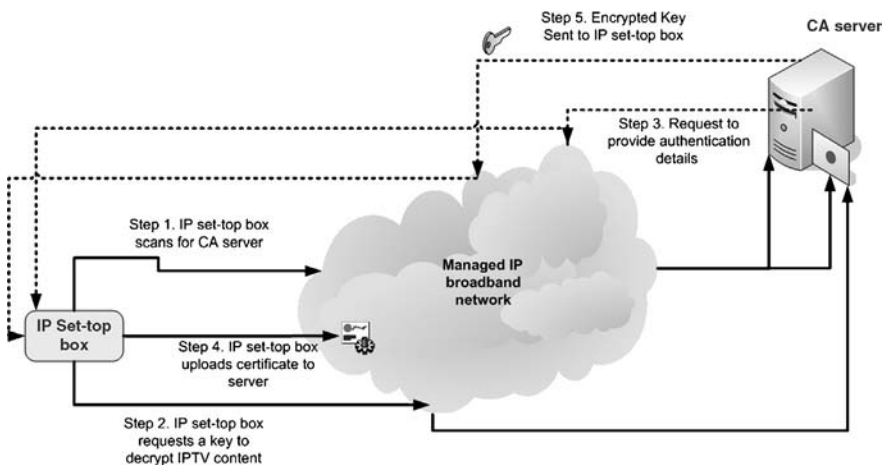 Step 5. Encrypted Key
Sent to IP set-top box
CA server
Step 3. Request to
provide authentication
details
Step 1. IP set-top box
scans for CA server
Managed IP
broadband
network
IP Set-top
box
Step 4. IP set-top box
uploads certificate to
server
Step 2. IP set-top box
requests a key to
decrypt IPTV content